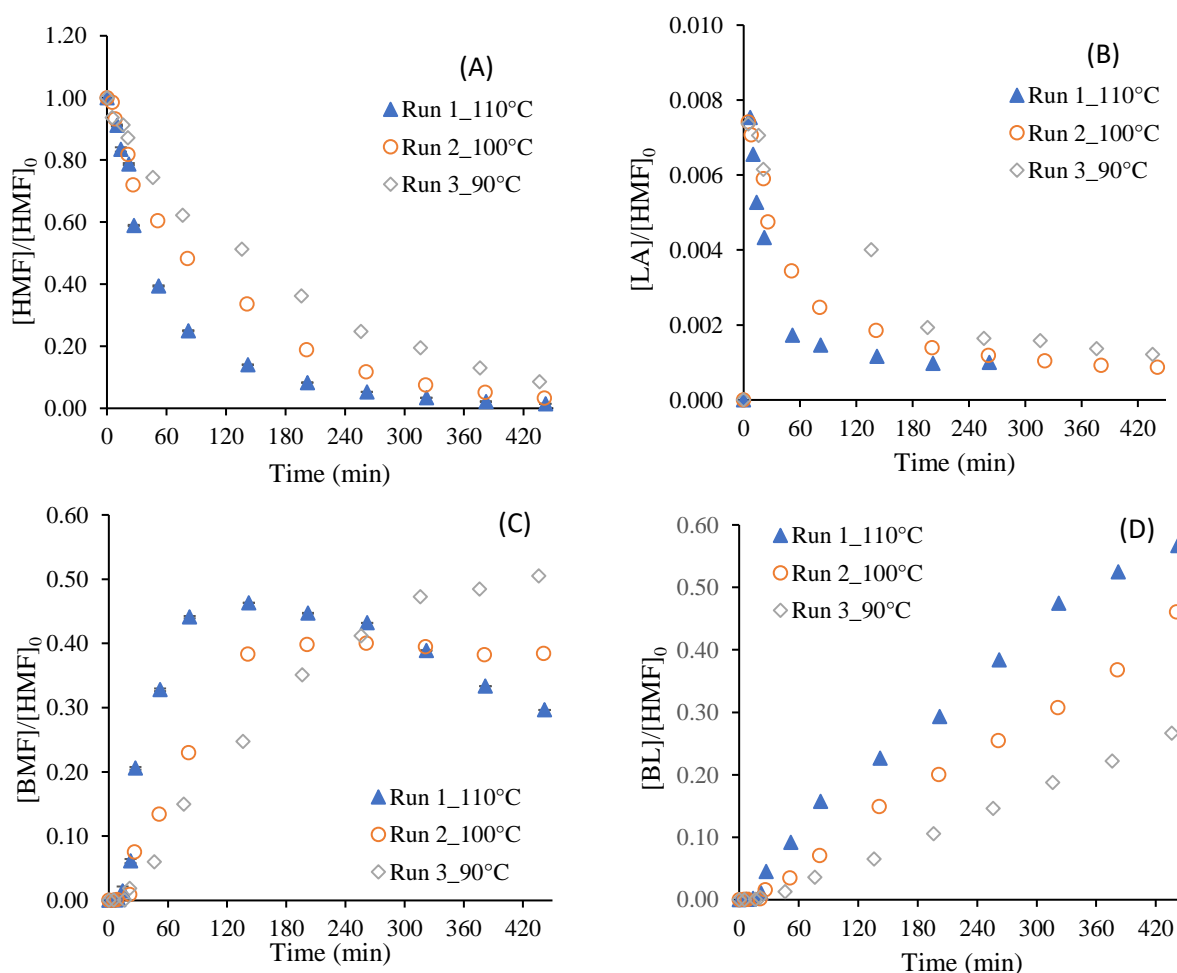 (A)
[HMF]/[HMF]0
1.20
1.00
0.80
0.60
0.40
0.20
0.00
Run 1_110°C
Run 2_100°C
Run 3_90°C
0 60 120 180 240 300 360 420
Time (min)
(B)
[LA]/[HMF]0
0.010
0.008
0.006
0.004
0.002
0.000
Run 1_110°C
Run 2_100°C
Run 3_90°C
0 60 120 180 240 300 360 420
Time (min)
(C)
[BMF]/[HMF]0
0.60
0.50
0.40
0.30
0.20
0.10
0.00
Run 1_110°C
Run 2_100°C
Run 3_90°C
0 60 120 180 240 300 360 420
Time (min)
(D)
[BL]/[HMF]0
0.60
0.50
0.40
0.30
0.20
0.10
0.00
Run 1_110°C
Run 2_100°C
Run 3_90°C
0 60 120 180 240 300 360 420
Time (min)